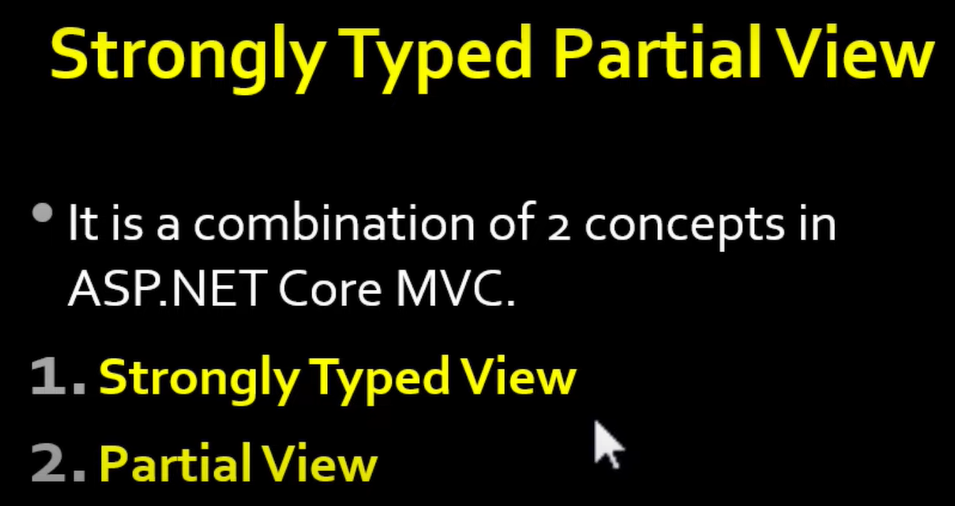 Strongly Typed Partial View
• It is a combination of 2 concepts in
ASP.NET Core MVC.
1. Strongly Typed View
2. Partial View